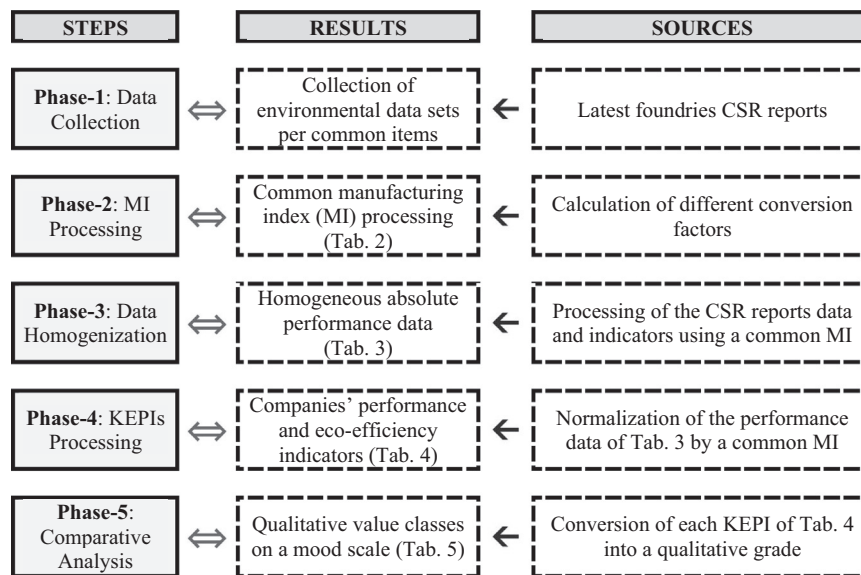 STEPS
RESULTS
SOURCES
Phase-1: Data
Collection
Collection of
environmental data sets
per common items
Latest foundries CSR reports
Phase-2: MI
Processing
Common manufacturing
index (MI) processing
(Tab. 2)
Calculation of different conversion
factors
Phase-3: Data
Homogenization
Homogeneous absolute
performance data
(Tab. 3)
Processing of the CSR reports data
and indicators using a common MI
Phase-4: KEPIs
Processing
Companies’ performance
and eco-efficiency
indicators (Tab. 4)
Normalization of the performance
data of Tab. 3 by a common MI
Phase-5:
Comparative
Analysis
Qualitative value classes
on a mood scale (Tab. 5)
Conversion of each KEPI of Tab. 4
into a qualitative grade